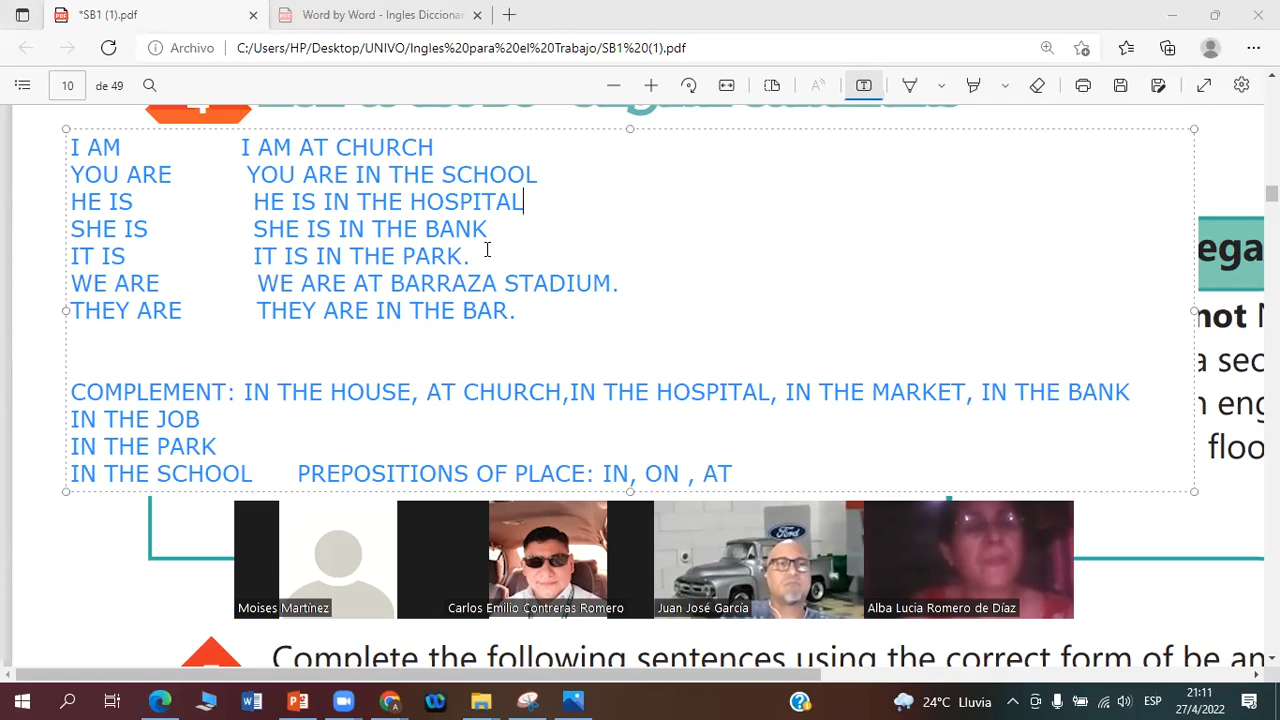 *SB1 (1).pdf
Word by Word - Ingles Diccionar
Archivo C:/Users/HP/Desktop/UNIVO/Ingles%20para%20el%20Trabajo/SB1%20(1).pdf
10 de 49
I AM I AM AT CHURCH
YOU ARE YOU ARE IN THE SCHOOL
HE IS HE IS IN THE HOSPITAL
SHE IS SHE IS IN THE BANK
IT IS IT IS IN THE PARK.
WE ARE WE ARE AT BARRAZA STADIUM.
THEY ARE THEY ARE IN THE BAR.
COMPLEMENT: IN THE HOUSE, AT CHURCH,IN THE HOSPITAL, IN THE MARKET, IN THE BANK
IN THE JOB
IN THE PARK
IN THE SCHOOL PREPOSITIONS OF PLACE: IN, ON , AT
ega
not
a sec
eng
floo
Ford
Moises Martínez
Carlos Emilio Contreras Romero
Juan José García
Alba Lucia Romero de Díaz
Complete the following sentences using the correct form of be an
24°C Lluvia
ESP
21:11
27/4/2022